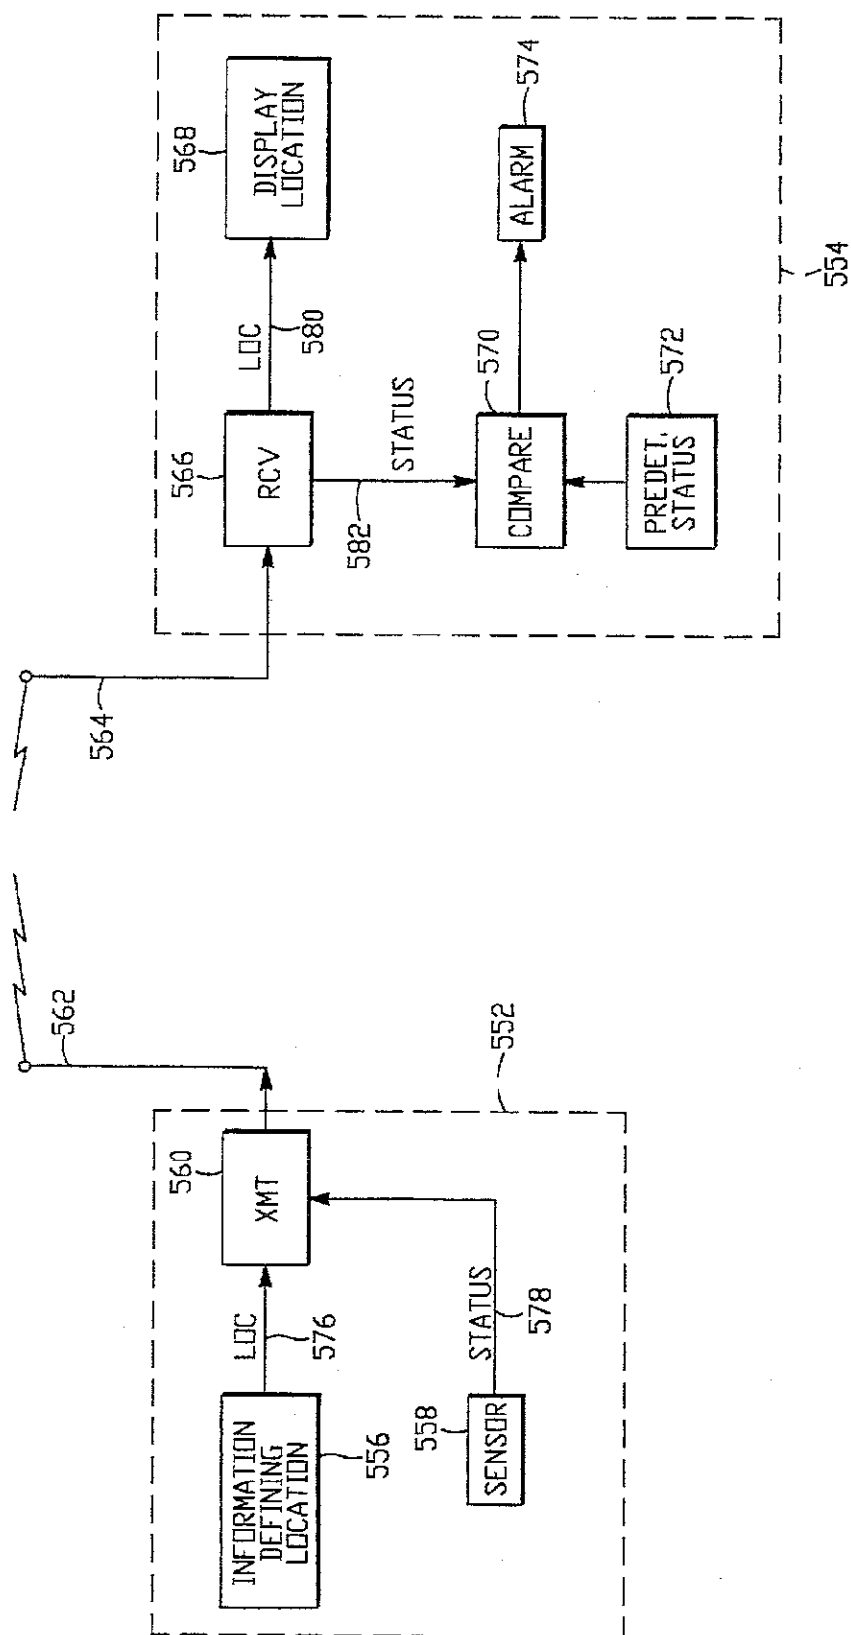 562
564
560
XMT
LOC
576
INFORMATION
DEFINING
LOCATION
556
STATUS
578
558
SENSOR
552
566
RCV
LOC
580
568
DISPLAY
LOCATION
STATUS
582
570
COMPARE
574
ALARM
572
PREDET.
STATUS
554